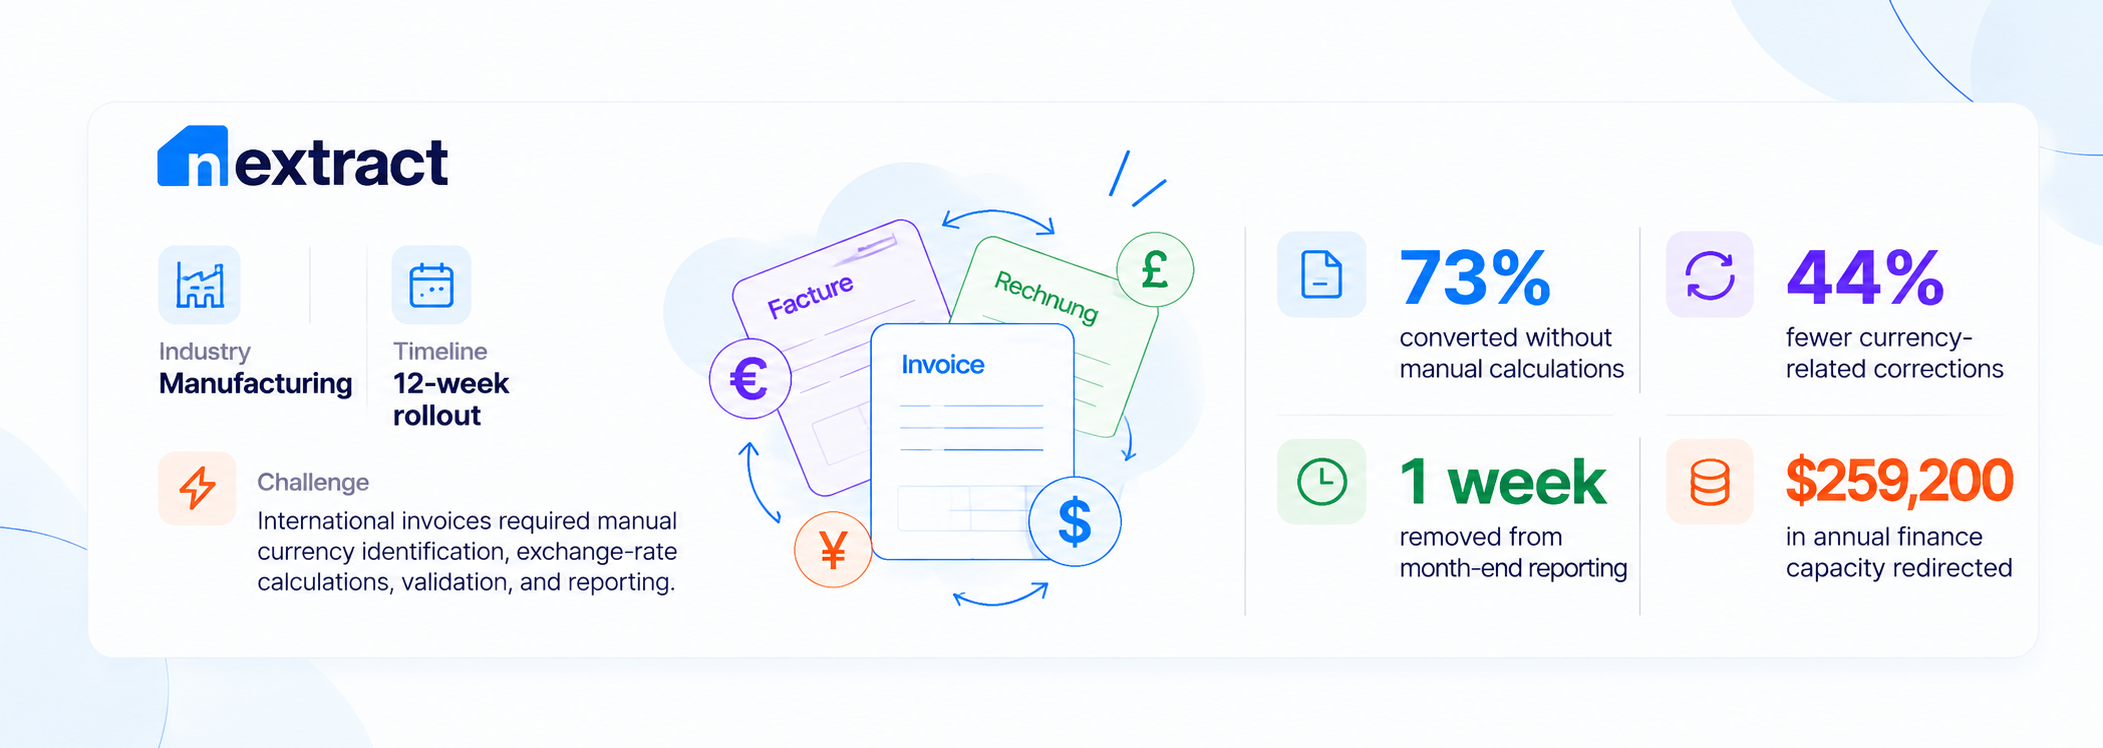 nextract
Industry
Manufacturing
Timeline
12-week
rollout
Challenge
International invoices required manual
currency identification, exchange-rate
calculations, validation, and reporting.
Facture
Rechnung
Invoice
€
£
¥
$
73%
converted without
manual calculations
44%
fewer currency-
related corrections
1 week
removed from
month-end reporting
$259,200
in annual finance
capacity redirected